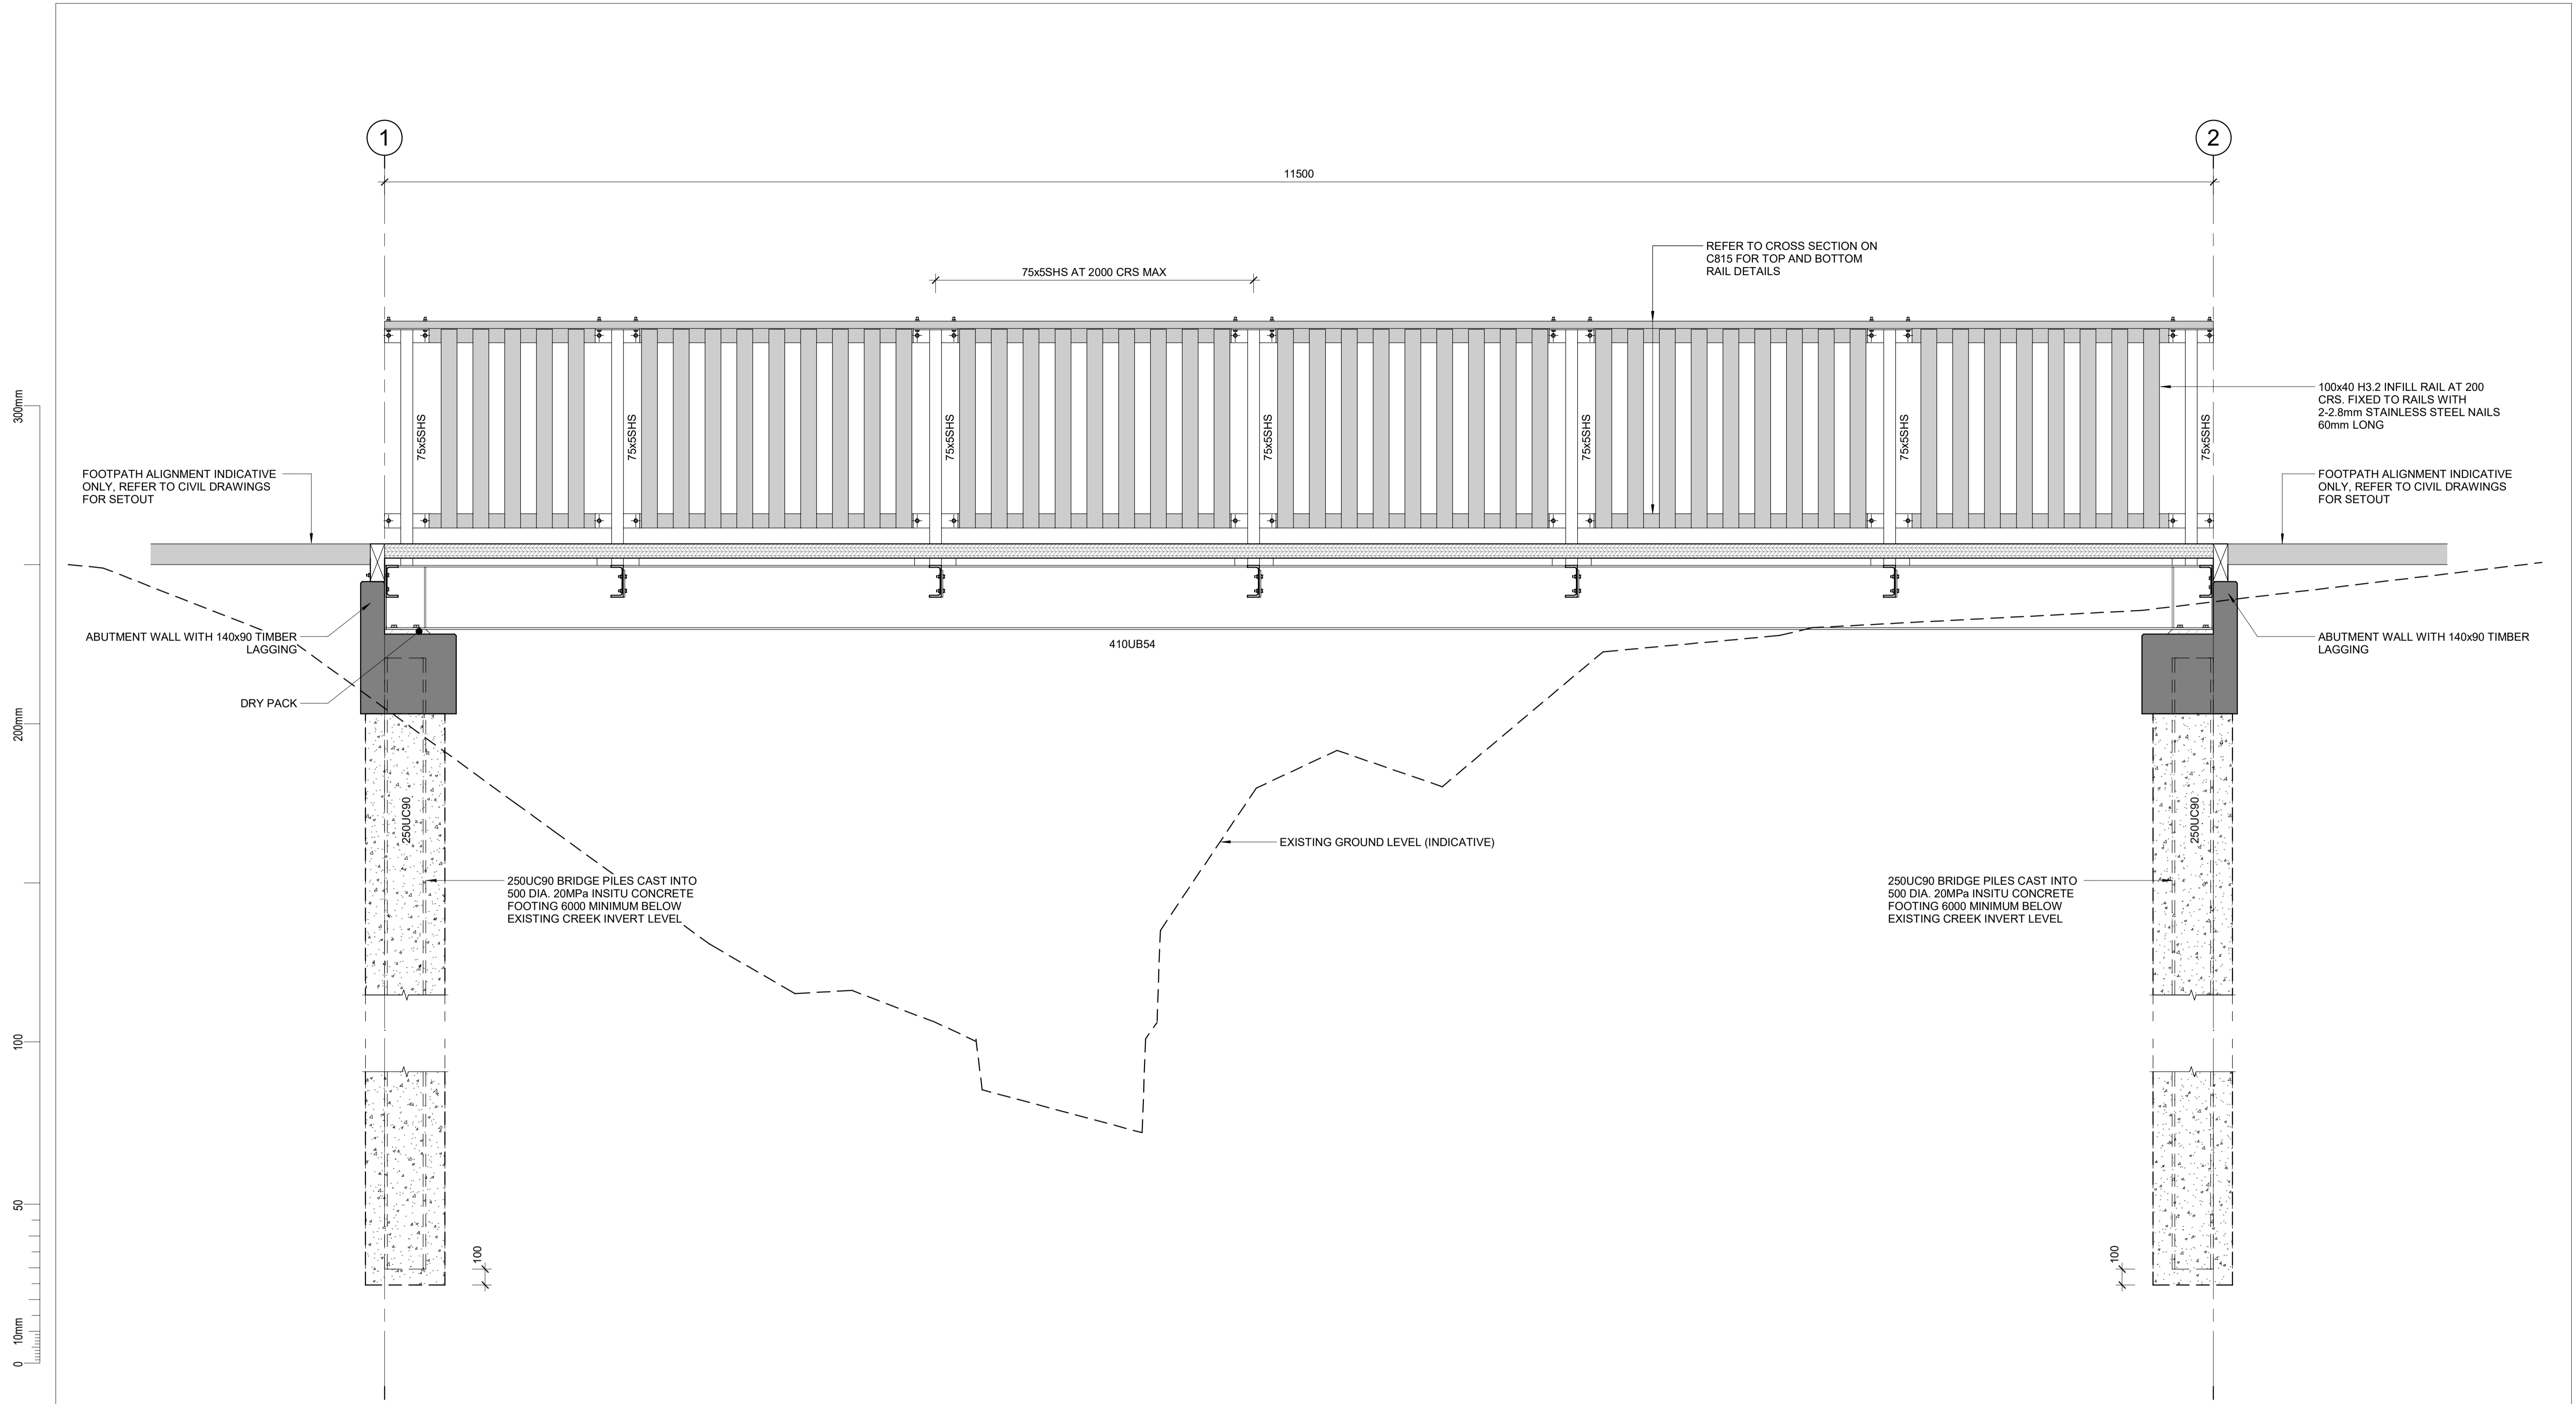 1
2
11500
REFER TO CROSS SECTION ON
C815 FOR TOP AND BOTTOM
RAIL DETAILS
75x5SHS AT 2000 CRS MAX
100x40 H3.2 INFILL RAIL AT 200
CRS. FIXED TO RAILS WITH
2-2.8mm STAINLESS STEEL NAILS
60mm LONG
300mm
75x5SHS
75x5SHS
75x5SHS
75x5SHS
75x5SHS
75x5SHS
75x5SHS
FOOTPATH ALIGNMENT INDICATIVE
ONLY, REFER TO CIVIL DRAWINGS
FOR SETOUT
FOOTPATH ALIGNMENT INDICATIVE
ONLY, REFER TO CIVIL DRAWINGS
FOR SETOUT
ABUTMENT WALL WITH 140x90 TIMBER
LAGGING
410UB54
ABUTMENT WALL WITH 140x90 TIMBER
LAGGING
DRY PACK
200mm
250UC90
250UC90
EXISTING GROUND LEVEL (INDICATIVE)
250UC90 BRIDGE PILES CAST INTO
500 DIA. 20MPa INSITU CONCRETE
FOOTING 6000 MINIMUM BELOW
EXISTING CREEK INVERT LEVEL
250UC90 BRIDGE PILES CAST INTO
500 DIA. 20MPa INSITU CONCRETE
FOOTING 6000 MINIMUM BELOW
EXISTING CREEK INVERT LEVEL
100
50
100
100
10mm
0